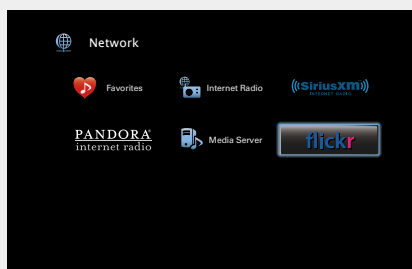 Network
Favorites
Internet Radio
((SiriusXM))
INTERNET RADIO
PANDORA
internet radio
Media Server
flickr